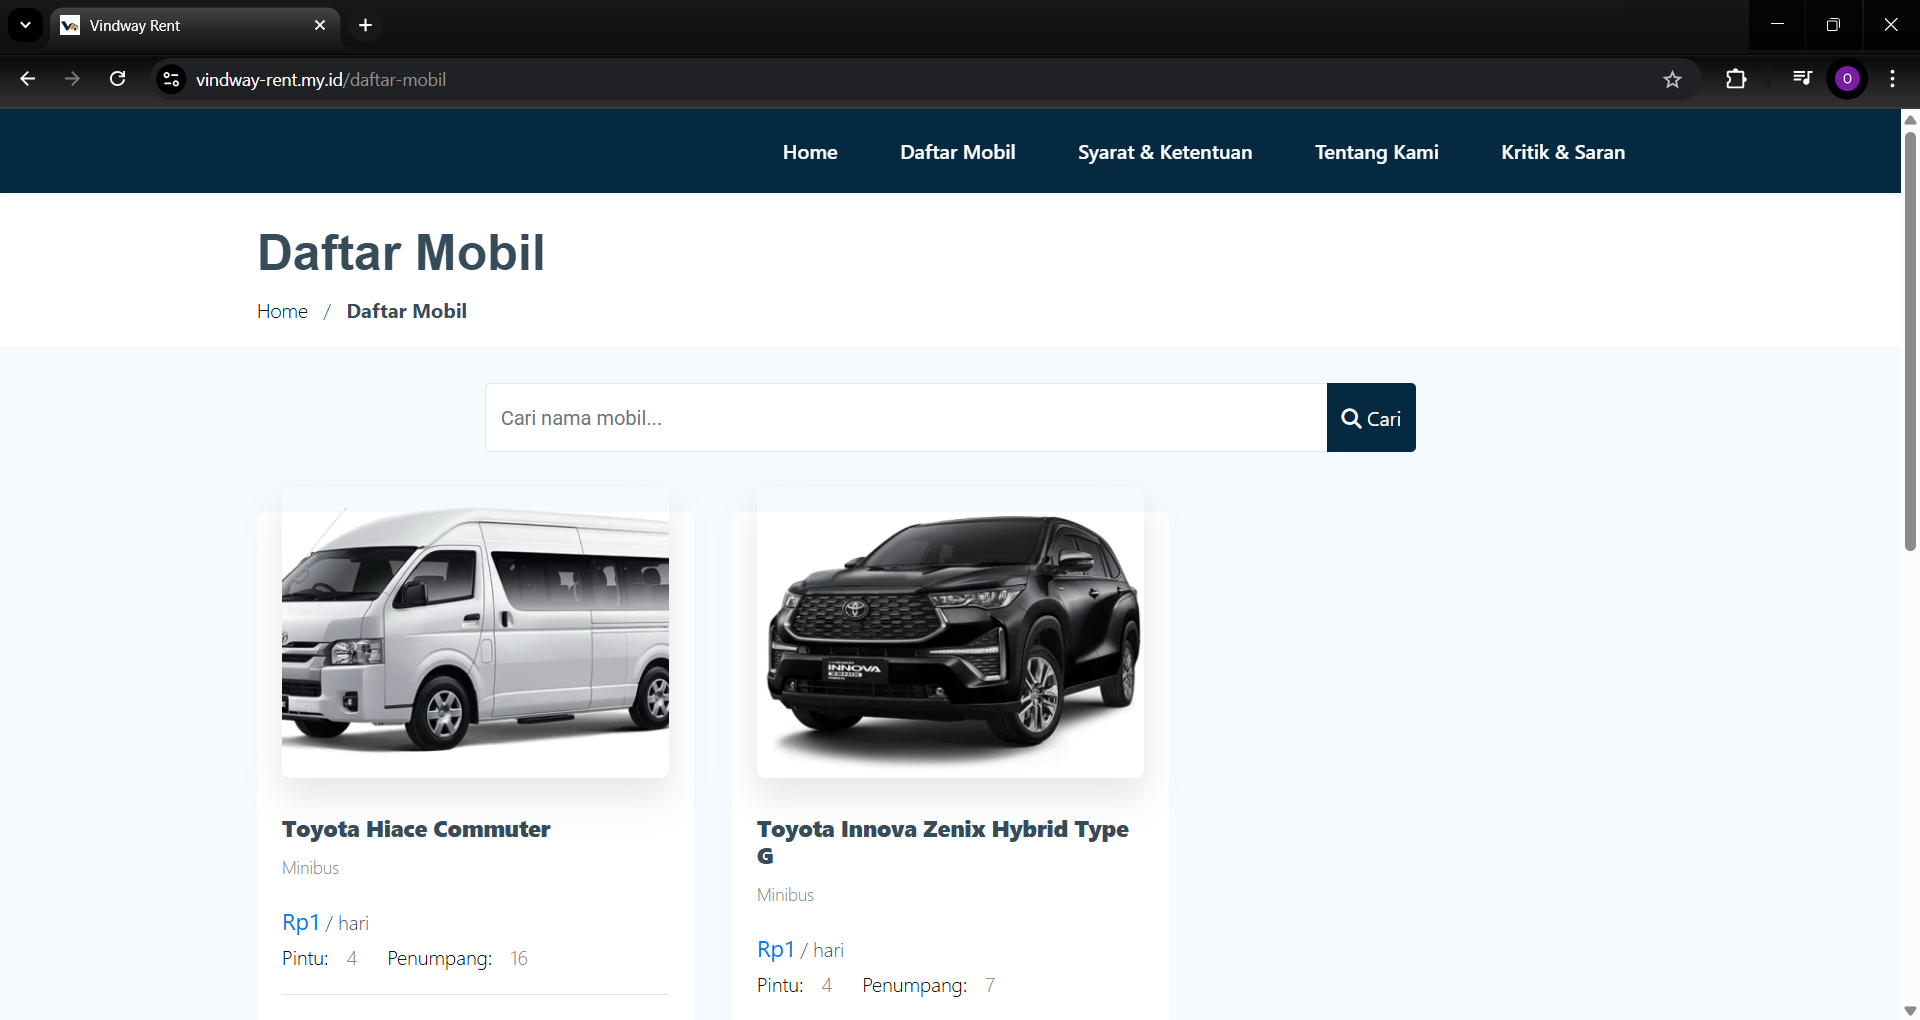 Vindway Rent
vindway-rent.my.id/daftar-mobil
O
Home Daftar Mobil Syarat & Ketentuan Tentang Kami Kritik & Saran
Daftar Mobil
Home / Daftar Mobil
Cari nama mobil...
Cari
INNOVA
ZENIX
Toyota Hiace Commuter
Minibus
Rp1 / hari
Pintu: 4 Penumpang: 16
Toyota Innova Zenix Hybrid Type
G
Minibus
Rp1 / hari
Pintu: 4 Penumpang: 7